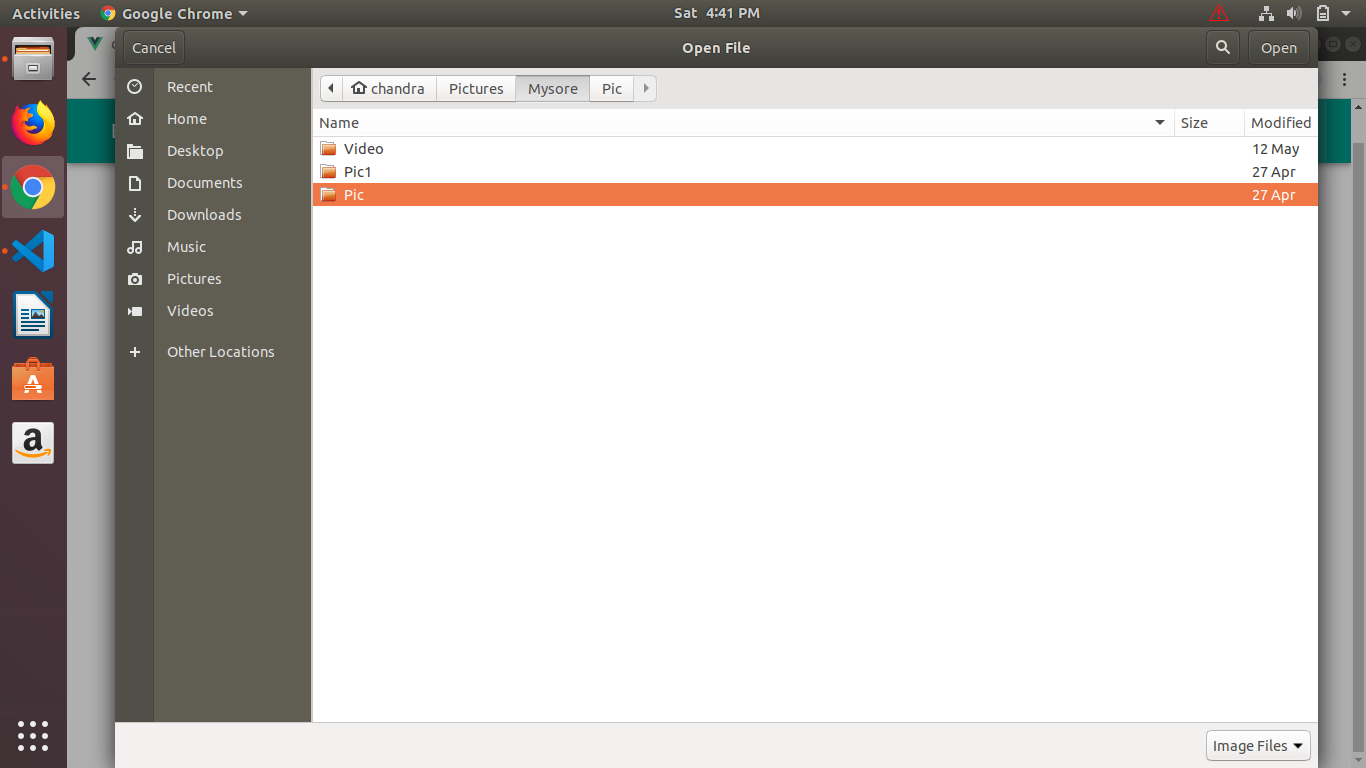 Activities Google Chrome Sat 4:41 PM
Cancel Open File Open
chandra Pictures Mysore Pic
Recent
Home
Desktop
Documents
Downloads
Music
Pictures
Videos
Other Locations
Name Size Modified
Video 12 May
Pic1 27 Apr
Pic 27 Apr
Image Files